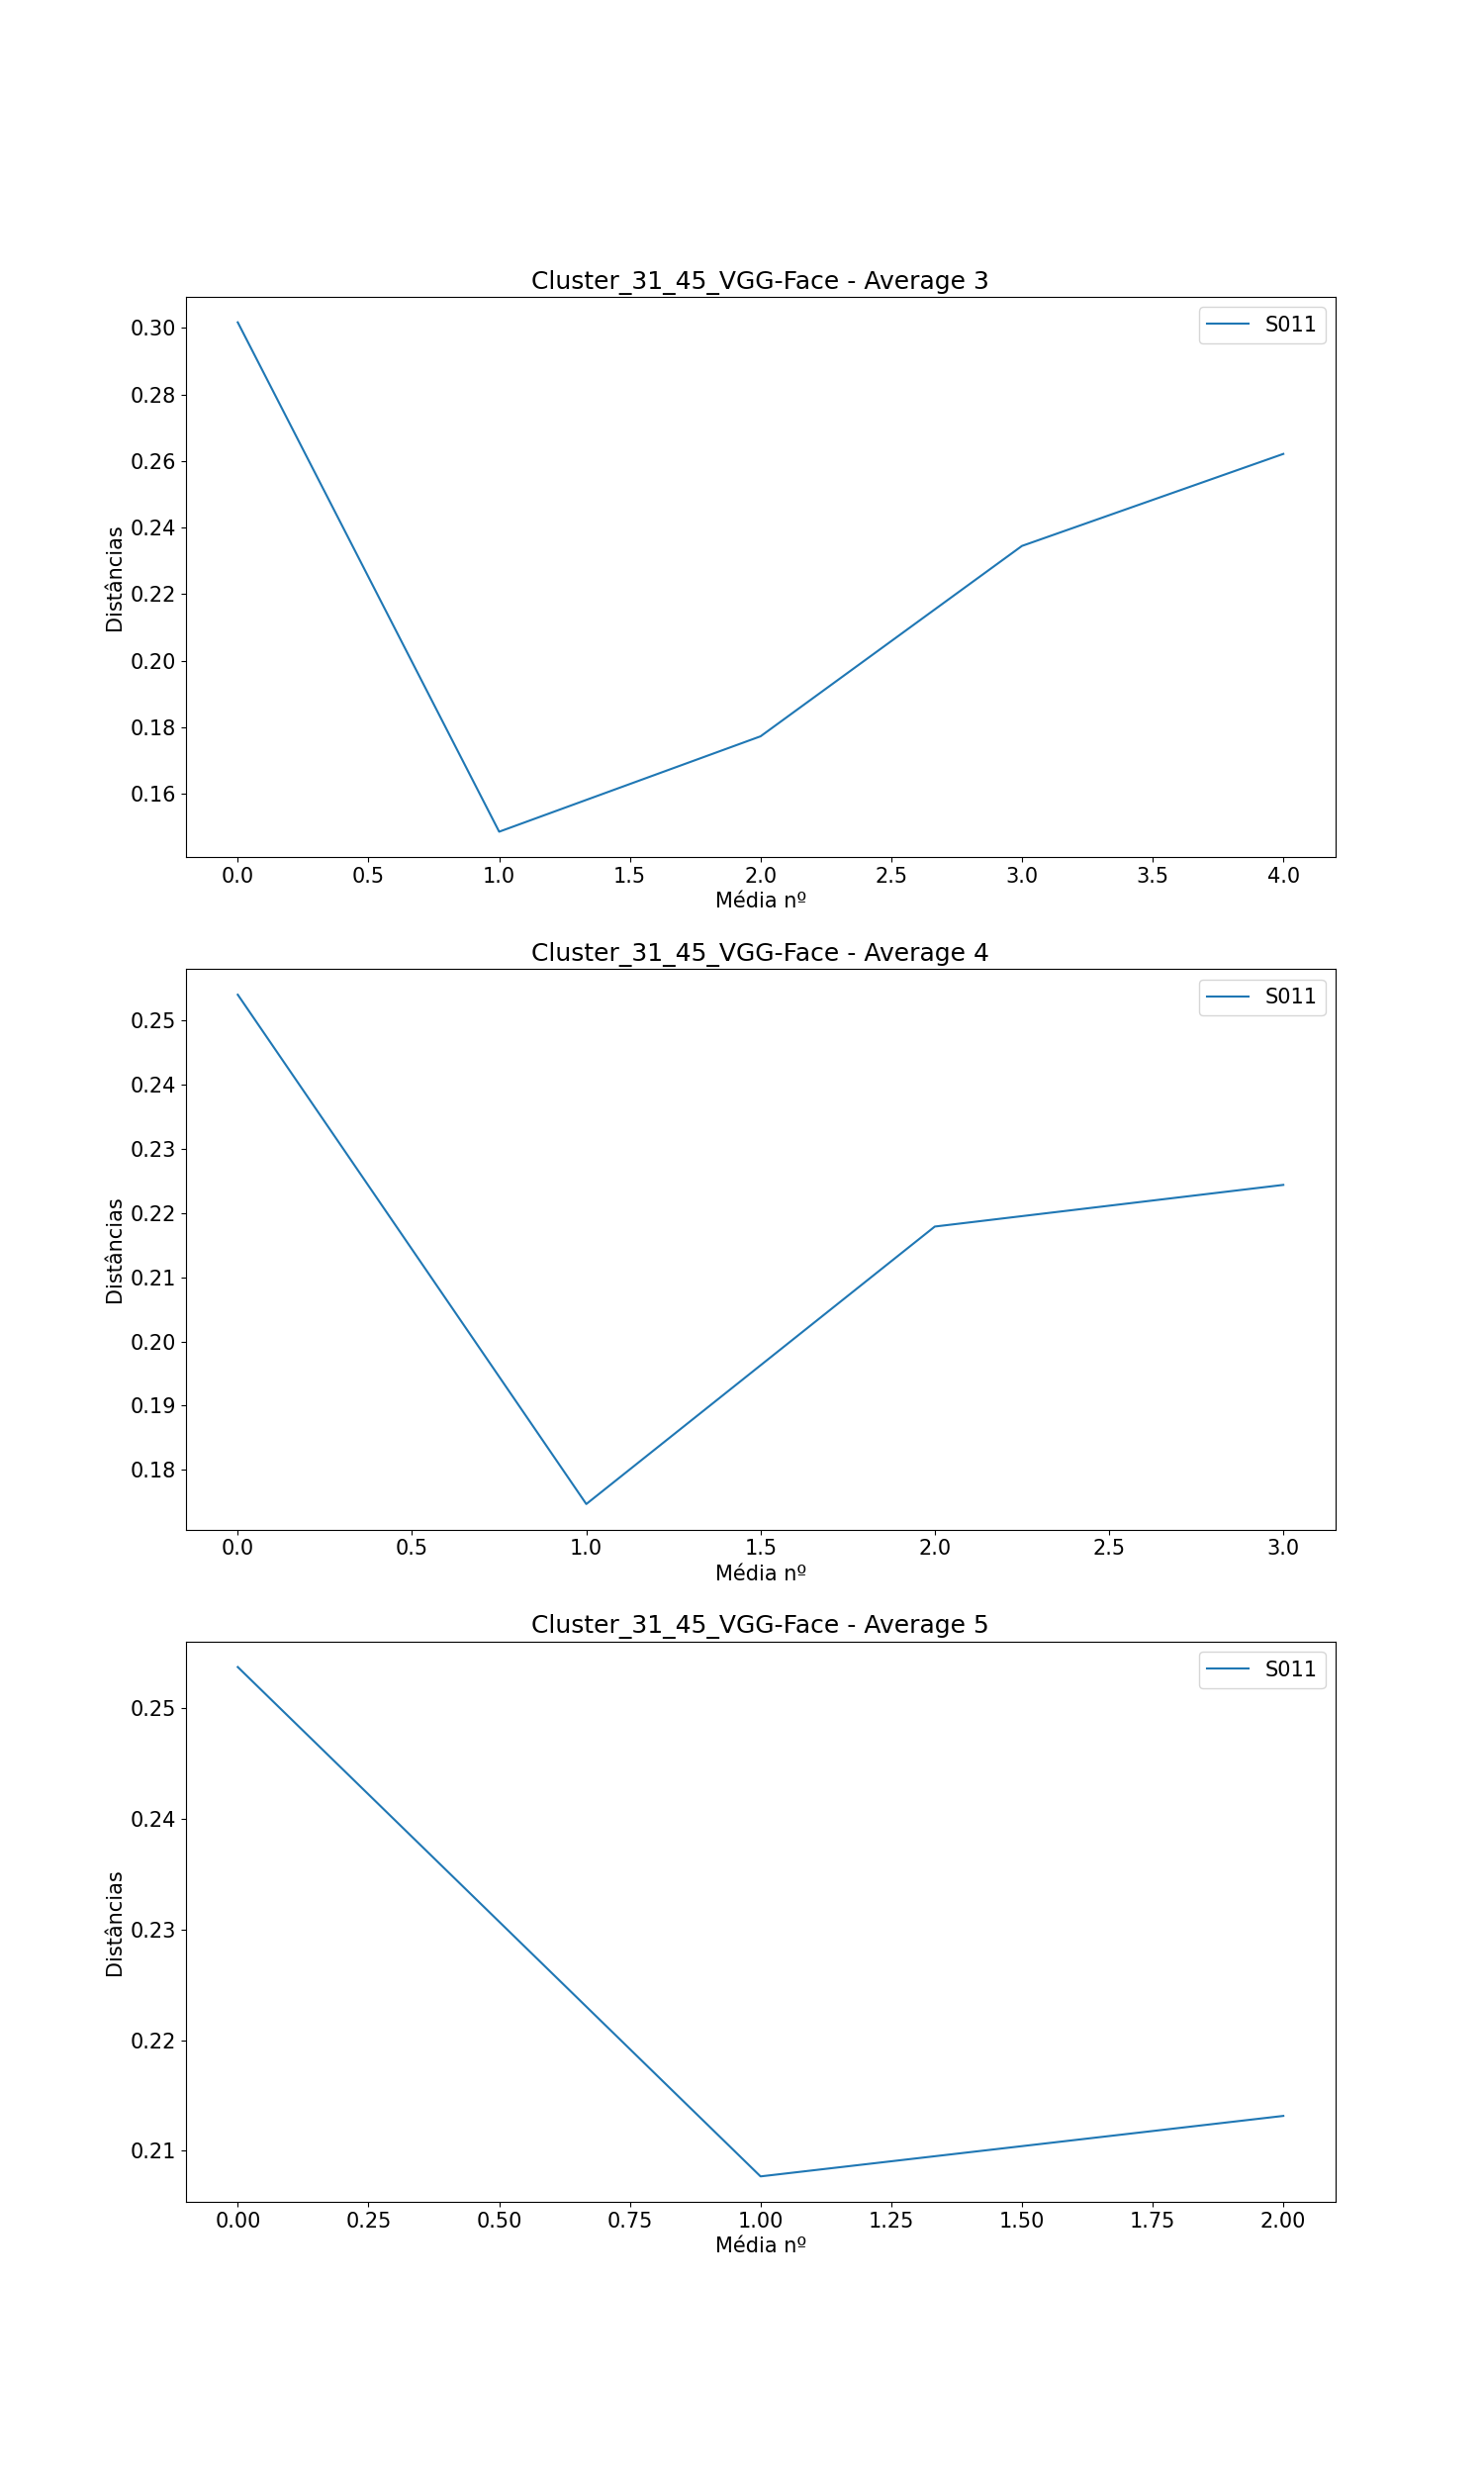 Cluster_31_45_VGG-Face - Average 3
S011
0.30
0.28
0.26
0.24
0.22
0.20
0.18
0.16
Distâncias
0.0 0.5 1.0 1.5 2.0 2.5 3.0 3.5 4.0
Média nº
Cluster_31_45_VGG-Face - Average 4
S011
0.25
0.24
0.23
0.22
0.21
0.20
0.19
0.18
Distâncias
0.0 0.5 1.0 1.5 2.0 2.5 3.0
Média nº
Cluster_31_45_VGG-Face - Average 5
S011
0.25
0.24
0.23
0.22
0.21
Distâncias
0.00 0.25 0.50 0.75 1.00 1.25 1.50 1.75 2.00
Média nº